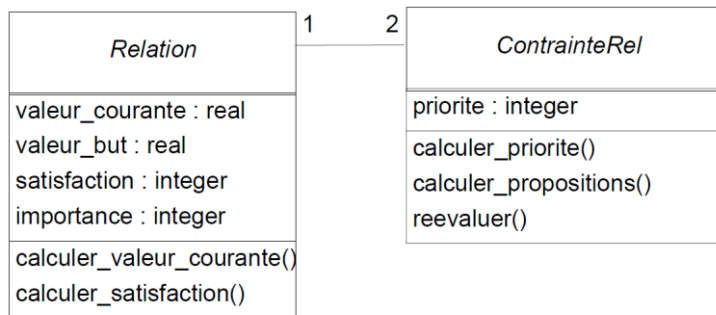 Relation
1
2
ContrainteRel
valeur_courante : real
valeur_but : real
satisfaction : integer
importance : integer
calculer_valeur_courante()
calculer_satisfaction()
priorite : integer
calculer_priorite()
calculer_propositions()
reevaluer()